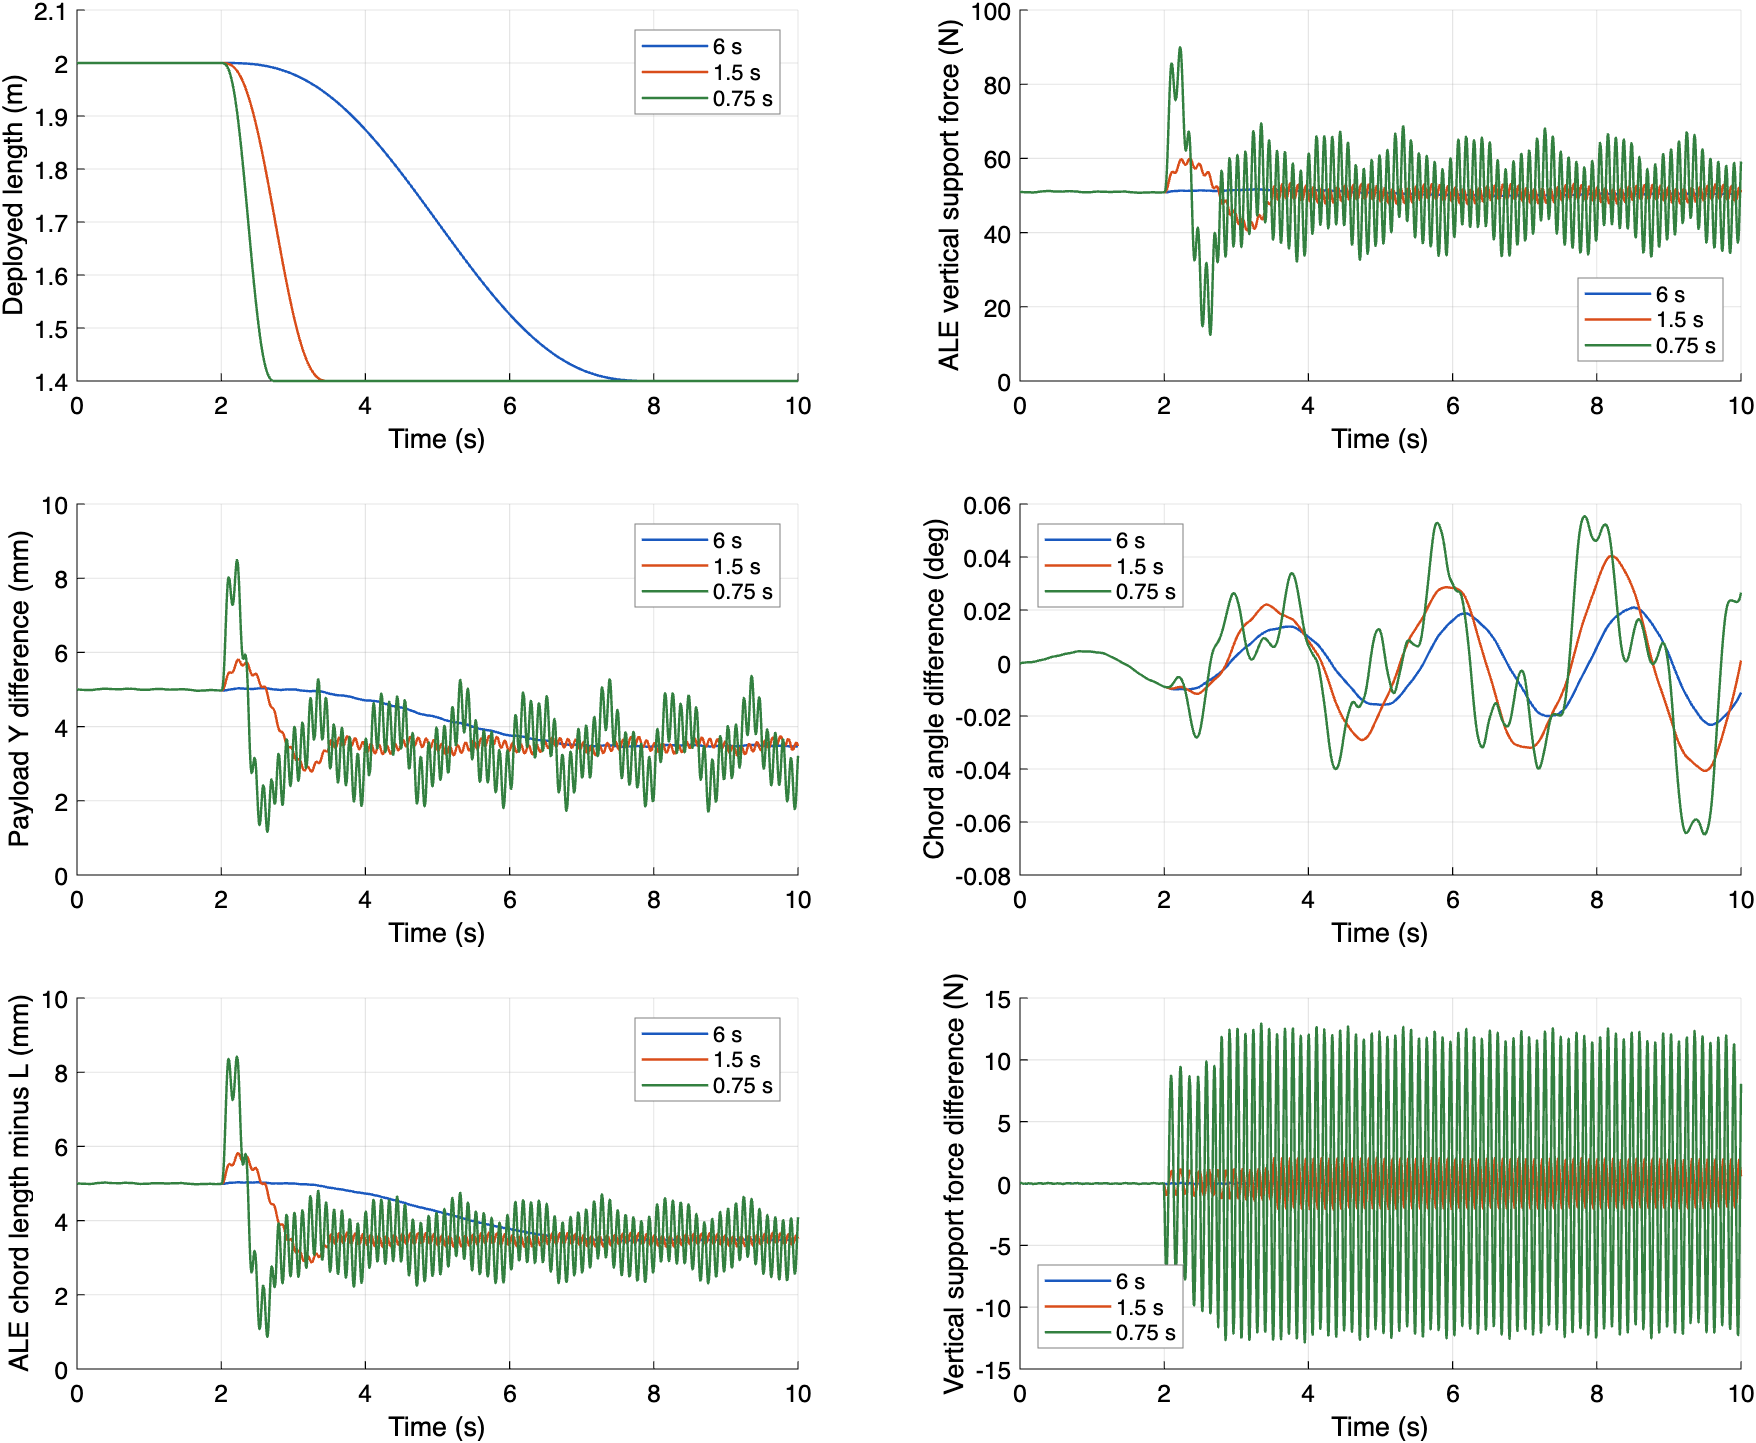 Deployed length (m)
2.1
2
1.9
1.8
1.7
1.6
1.5
1.4
0 2 4 6 8 10
Time (s)
6 s
1.5 s
0.75 s
ALE vertical support force (N)
100
80
60
40
20
0
0 2 4 6 8 10
Time (s)
6 s
1.5 s
0.75 s
Payload Y difference (mm)
10
8
6
4
2
0
0 2 4 6 8 10
Time (s)
6 s
1.5 s
0.75 s
Chord angle difference (deg)
0.06
0.04
0.02
0
-0.02
-0.04
-0.06
-0.08
0 2 4 6 8 10
Time (s)
6 s
1.5 s
0.75 s
ALE chord length minus L (mm)
10
8
6
4
2
0
0 2 4 6 8 10
Time (s)
6 s
1.5 s
0.75 s
Vertical support force difference (N)
15
10
5
0
-5
-10
-15
0 2 4 6 8 10
Time (s)
6 s
1.5 s
0.75 s